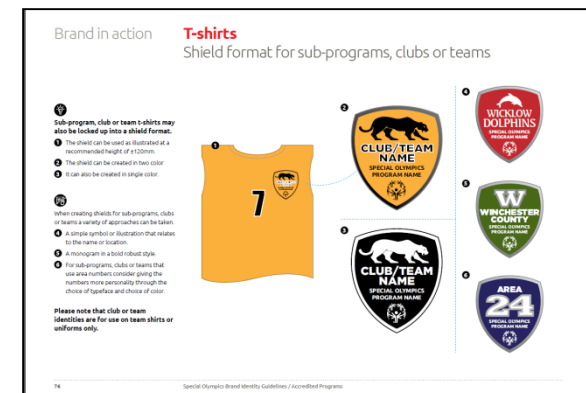 Brand in action
T-shirts
Shield format for sub-programs, clubs or teams
Sub-program, club or team t-shirts may
also be locked up into a shield format.
1 The shield can be used as illustrated at a
recommended height of ±120mm.
2 The shield can be created in two color
3 It can also be created in single color.
When creating shields for sub-programs, clubs
or teams a variety of approaches can be taken.
4 A simple symbol or illustration that relates
to the name or location.
5 A monogram in a bold robust style.
6 For sub-programs, clubs or teams that
use area numbers consider giving the
numbers more personality through the
choice of typeface and choice of color.
Please note that club or team
identities are for use on team shirts or
uniforms only.
1
7
2
CLUB/TEAM
NAME
SPECIAL OLYMPICS
PROGRAM NAME
3
CLUB/TEAM
NAME
SPECIAL OLYMPICS
PROGRAM NAME
4
WICKLOW
DOLPHINS
SPECIAL OLYMPICS
PROGRAM NAME
5
W
WINCHESTER
COUNTY
SPECIAL OLYMPICS
PROGRAM NAME
6
AREA
24
SPECIAL OLYMPICS
PROGRAM NAME
74
Special Olympics Brand Identity Guidelines / Accredited Programs